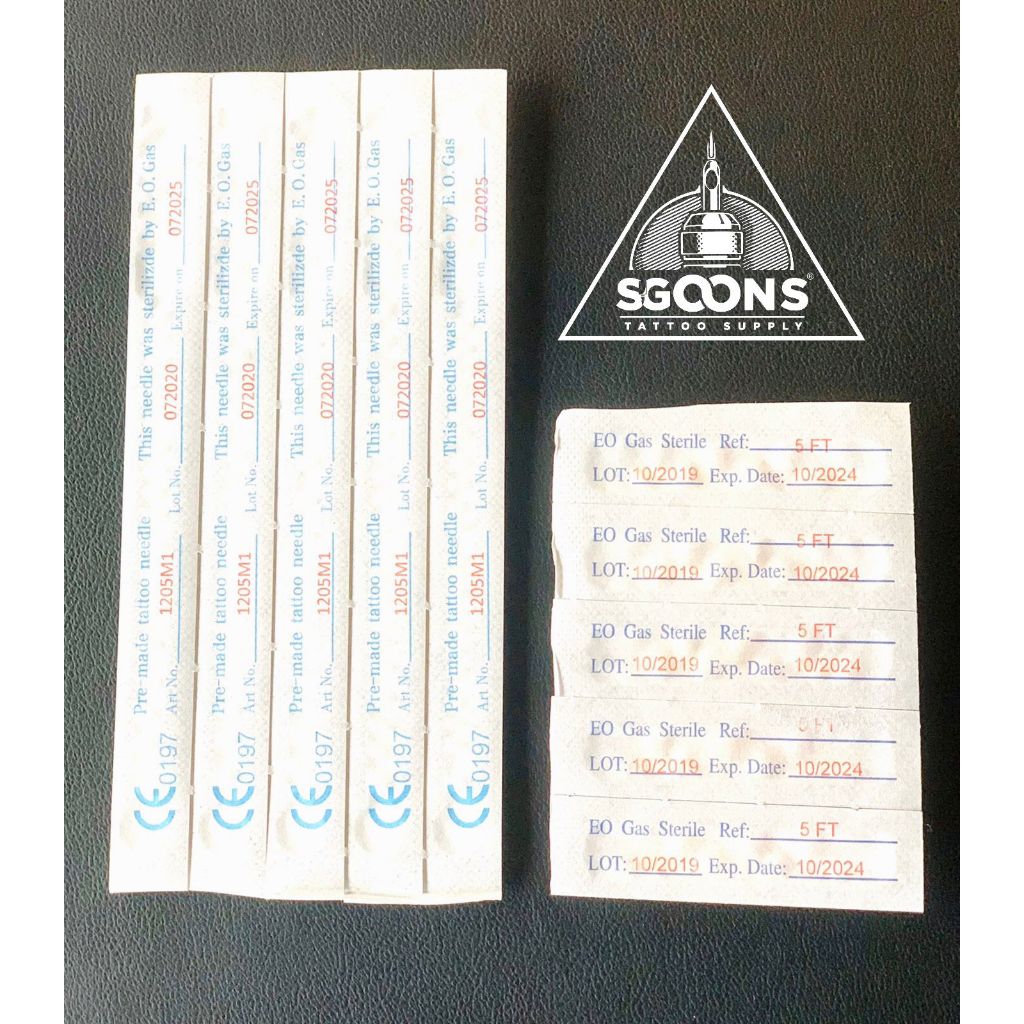 Pre-made tattoo needle This needle was sterilizde by E. O. Gas
CE0197 Art No. 1205M1 Lot No. 072020 Expire on 072025
Pre-made tattoo needle This needle was sterilizde by E. O. Gas
CE0197 Art No. 1205M1 Lot No. 072020 Expire on 072025
Pre-made tattoo needle This needle was sterilizde by E. O. Gas
CE0197 Art No. 1205M1 Lot No. 072020 Expire on 072025
Pre-made tattoo needle This needle was sterilizde by E. O. Gas
CE0197 Art No. 1205M1 Lot No. 072020 Expire on 072025
Pre-made tattoo needle This needle was sterilizde by E. O. Gas
CE0197 Art No. 1205M1 Lot No. 072020 Expire on 072025
SGOONS®
TATTOO SUPPLY
EO Gas Sterile Ref: 5 FT
LOT: 10/2019 Exp. Date: 10/2024
EO Gas Sterile Ref: 5 FT
LOT: 10/2019 Exp. Date: 10/2024
EO Gas Sterile Ref: 5 FT
LOT: 10/2019 Exp. Date: 10/2024
EO Gas Sterile Ref: 5 FT
LOT: 10/2019 Exp. Date: 10/2024
EO Gas Sterile Ref: 5 FT
LOT: 10/2019 Exp. Date: 10/2024